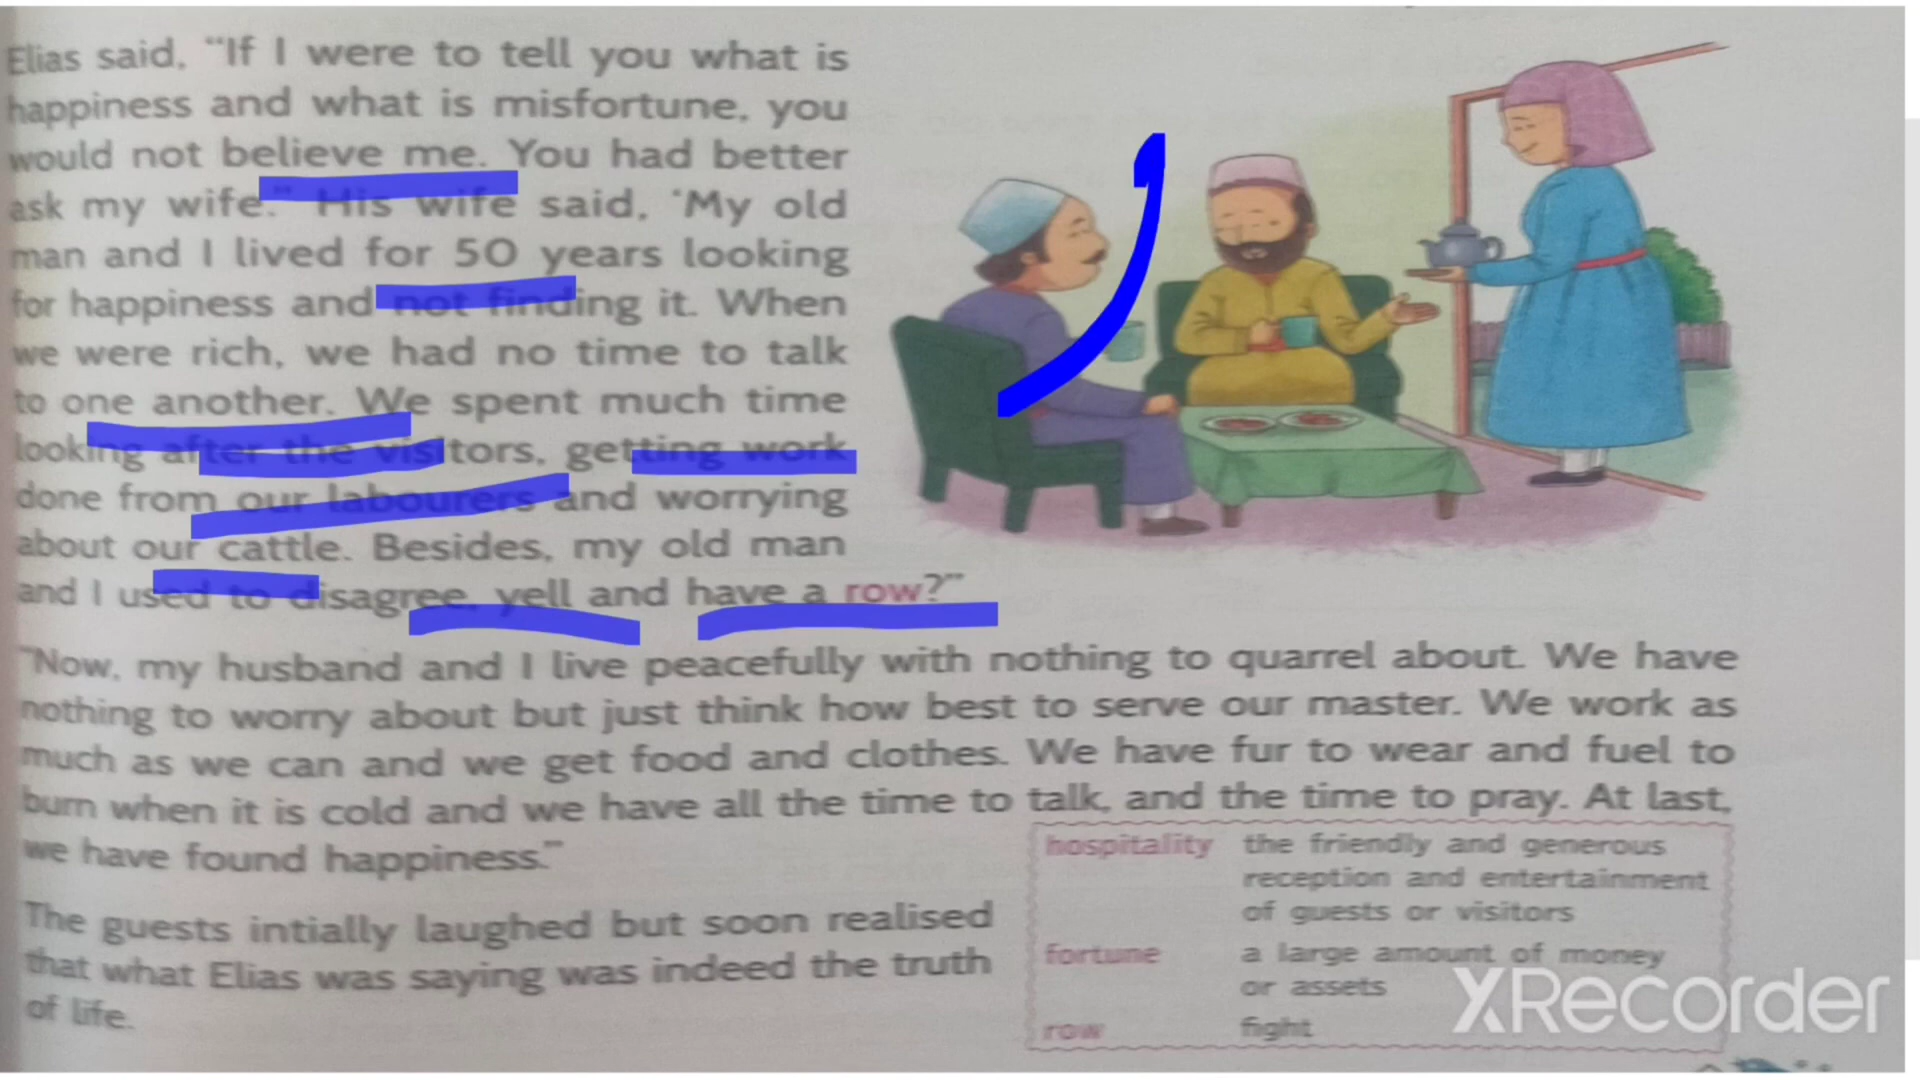 Elias said, "If I were to tell you what is
happiness and what is misfortune, you
would not believe me. You had better
ask my wife." His wife said, "My old
man and I lived for 50 years looking
for happiness and not finding it. When
we were rich, we had no time to talk
to one another. We spent much time
looking after the visitors, getting work
done from our labourers and worrying
about our cattle. Besides, my old man
and I used to disagree, yell and have a row?"
"Now, my husband and I live peacefully with nothing to quarrel about. We have
nothing to worry about but just think how best to serve our master. We work as
much as we can and we get food and clothes. We have fur to wear and fuel to
burn when it is cold and we have all the time to talk, and the time to pray. At last,
we have found happiness."
The guests intially laughed but soon realised
that what Elias was saying was indeed the truth
of life.
hospitality the friendly and generous
reception and entertainment
of guests or visitors
fortune a large amount of money
or assets
row fight
XRecorder